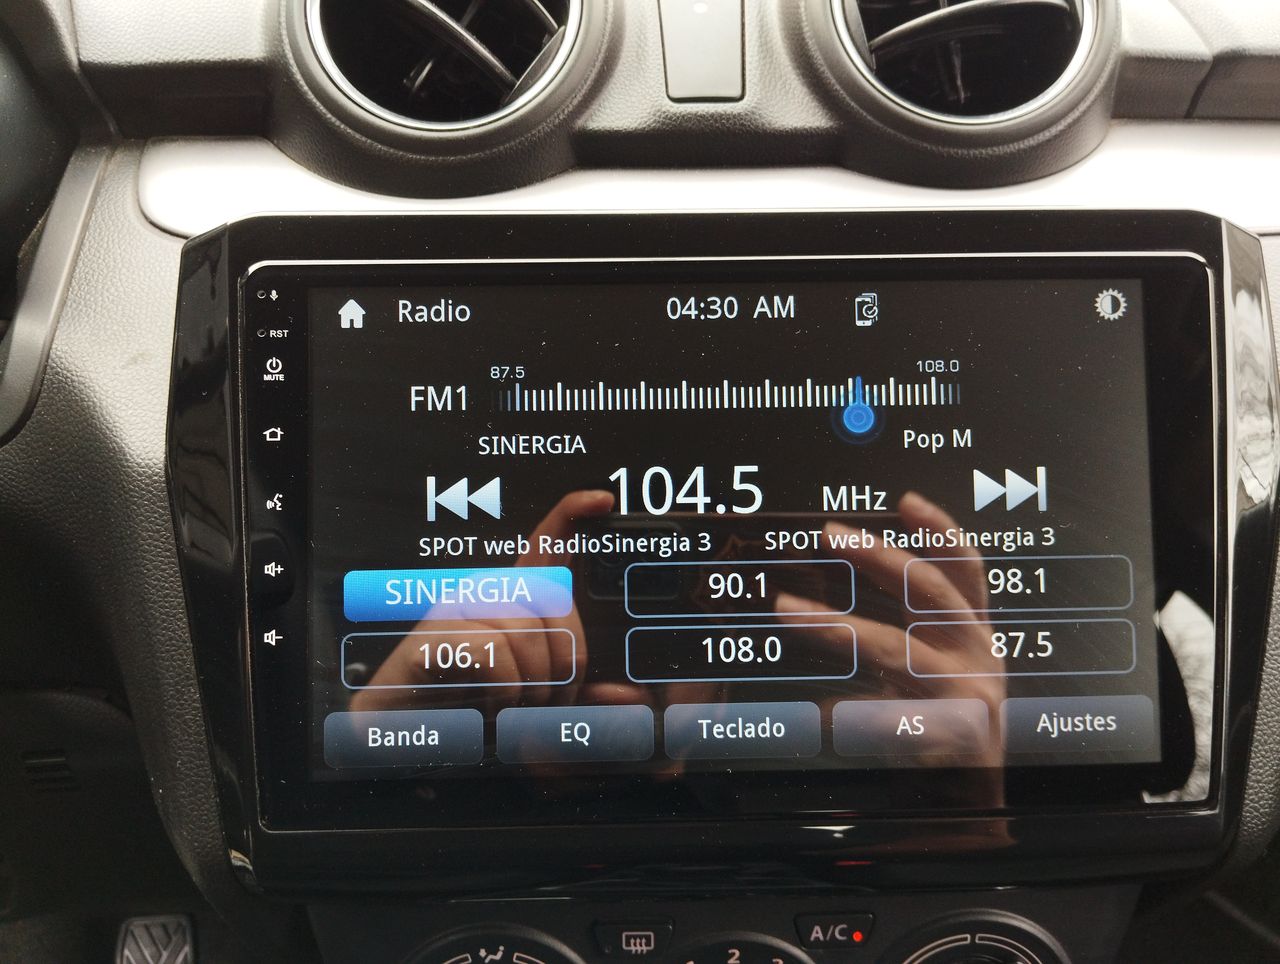 Radio 04:30 AM
RST
MUTE
87.5 108.0
FM1
SINERGIA Pop M
104.5 MHz
SPOT web RadioSinergia 3 SPOT web RadioSinergia 3
SINERGIA 90.1 98.1
106.1 108.0 87.5
Banda EQ Teclado AS Ajustes
A/C
2